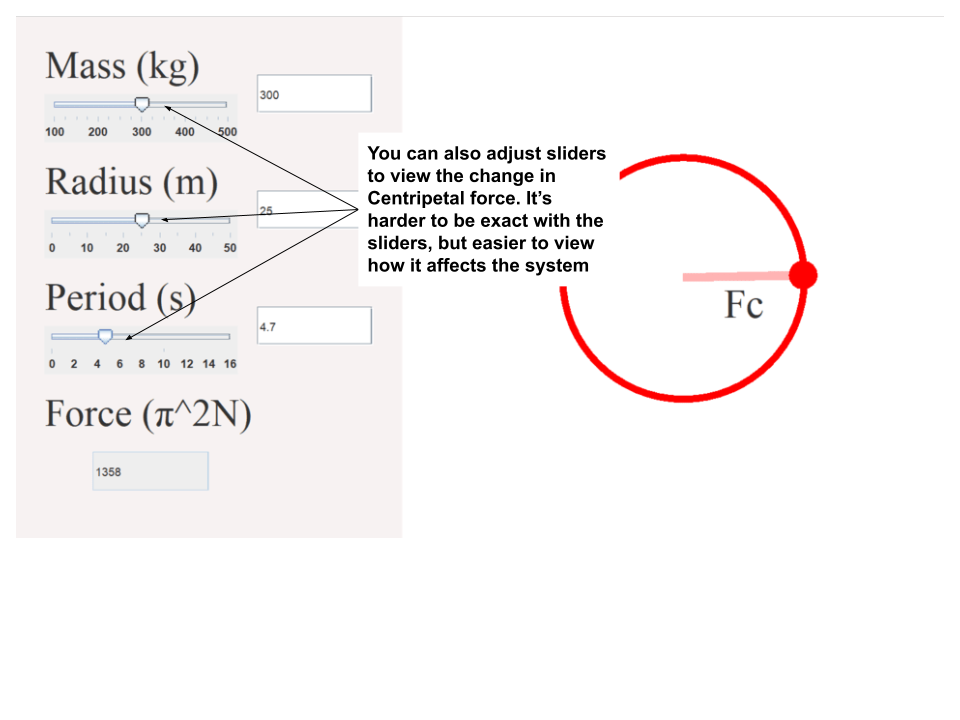 Mass (kg)
300
100 200 300 400 500
Radius (m)
25
0 10 20 30 40 50
Period (s)
4.7
0 2 4 6 8 10 12 14 16
Force (π^2N)
1358
You can also adjust sliders
to view the change in
Centripetal force. It’s
harder to be exact with the
sliders, but easier to view
how it affects the system
Fc